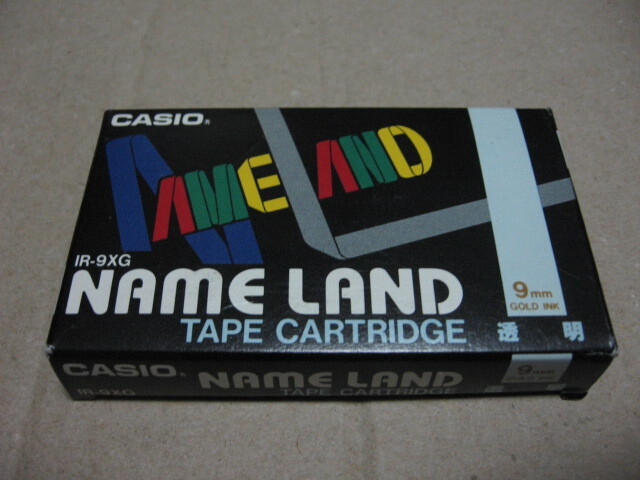 CASIO®
NAME LAND
IR-9XG
NAME LAND
TAPE CARTRIDGE
9mm
GOLD INK
透明
CASIO®
NAME LAND
IR-9XG
TAPE CARTRIDGE
9mm